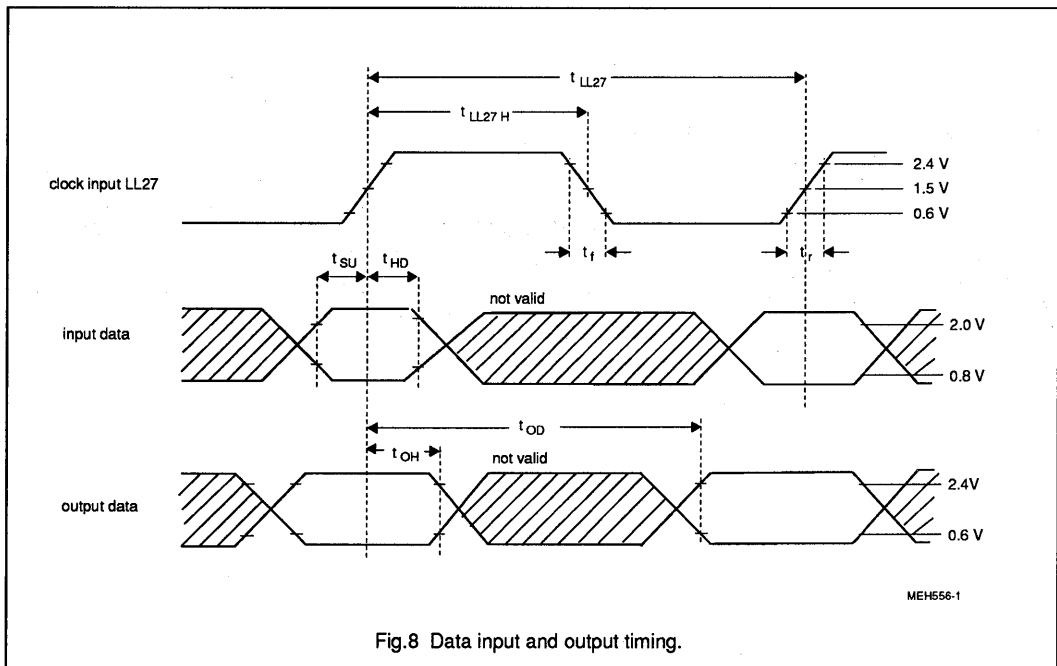 t LL27
t LL27 H
clock input LL27
2.4 V
1.5 V
0.6 V
t SU
t HD
t f
t r
not valid
input data
2.0 V
0.8 V
t OD
t OH
not valid
output data
2.4V
0.6 V
MEH556-1
Fig.8 Data input and output timing.